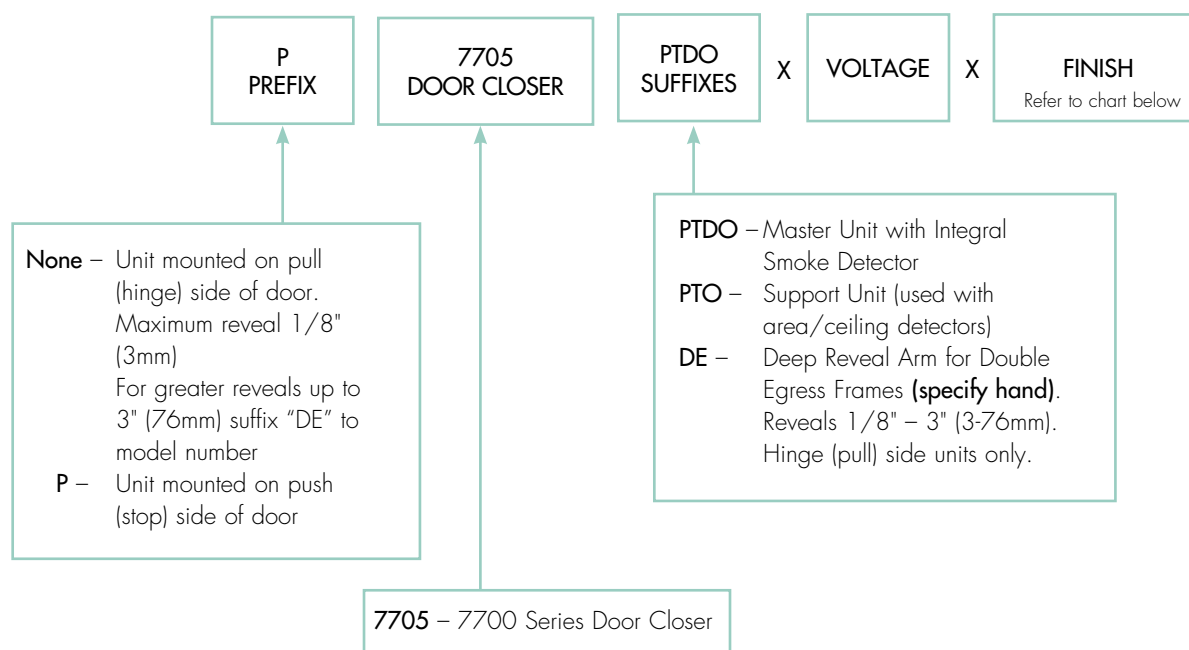 P
PREFIX
7705
DOOR CLOSER
PTDO
SUFFIXES
X
VOLTAGE
X
FINISH
Refer to chart below
None – Unit mounted on pull
(hinge) side of door.
Maximum reveal 1/8"
(3mm)
For greater reveals up to
3" (76mm) suffix “DE” to
model number
P – Unit mounted on push
(stop) side of door
PTDO – Master Unit with Integral
Smoke Detector
PTO – Support Unit (used with
area/ceiling detectors)
DE – Deep Reveal Arm for Double
Egress Frames (specify hand).
Reveals 1/8" – 3" (3-76mm).
Hinge (pull) side units only.
7705 – 7700 Series Door Closer